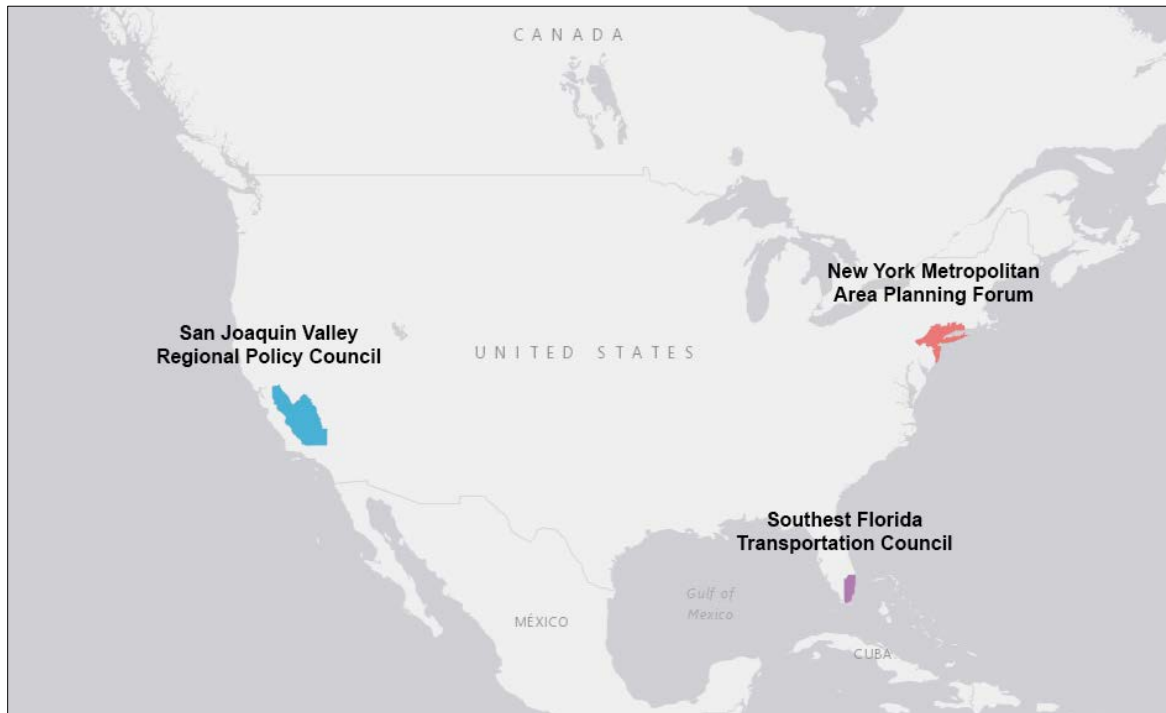 CANADA
New York Metropolitan
Area Planning Forum
San Joaquin Valley
Regional Policy Council
UNITED STATES
Southest Florida
Transportation Council
Gulf of
Mexico
MÉXICO
CUBA